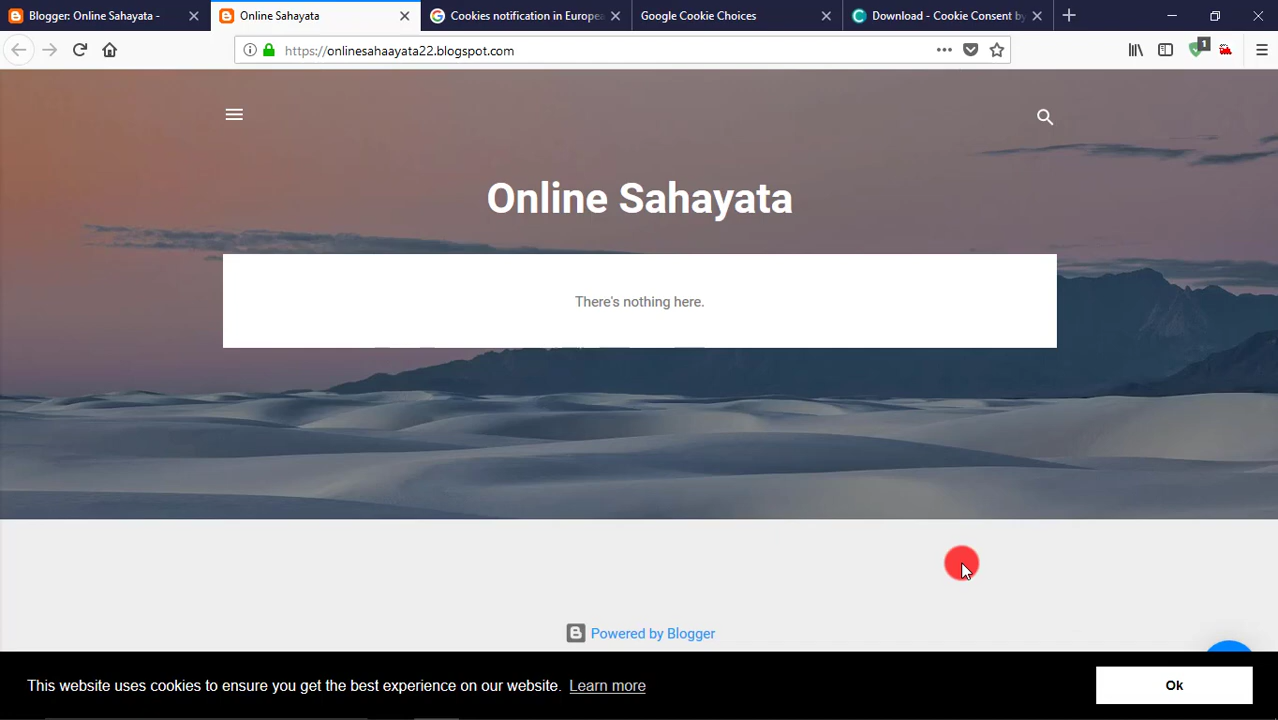 Blogger: Online Sahayata -
Online Sahayata
Cookies notification in Europea
Google Cookie Choices
Download - Cookie Consent by
https://onlinesahaayata22.blogspot.com
1
Online Sahayata
There's nothing here.
Powered by Blogger
This website uses cookies to ensure you get the best experience on our website. Learn more
Ok